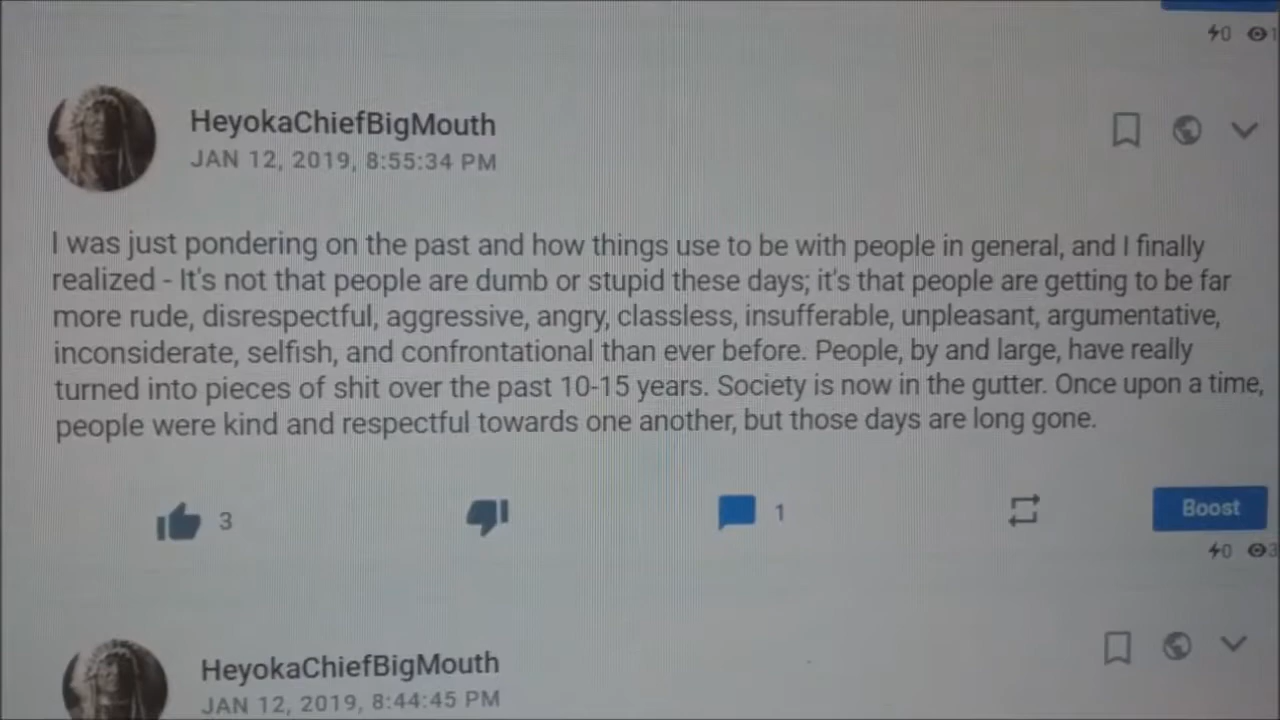 0 1
HeyokaChiefBigMouth
JAN 12, 2019, 8:55:34 PM
I was just pondering on the past and how things use to be with people in general, and I finally
realized - It's not that people are dumb or stupid these days; it's that people are getting to be far
more rude, disrespectful, aggressive, angry, classless, insufferable, unpleasant, argumentative,
inconsiderate, selfish, and confrontational than ever before. People, by and large, have really
turned into pieces of shit over the past 10-15 years. Society is now in the gutter. Once upon a time,
people were kind and respectful towards one another, but those days are long gone.
3 1 Boost
0 3
HeyokaChiefBigMouth
JAN 12, 2019, 8:44:45 PM